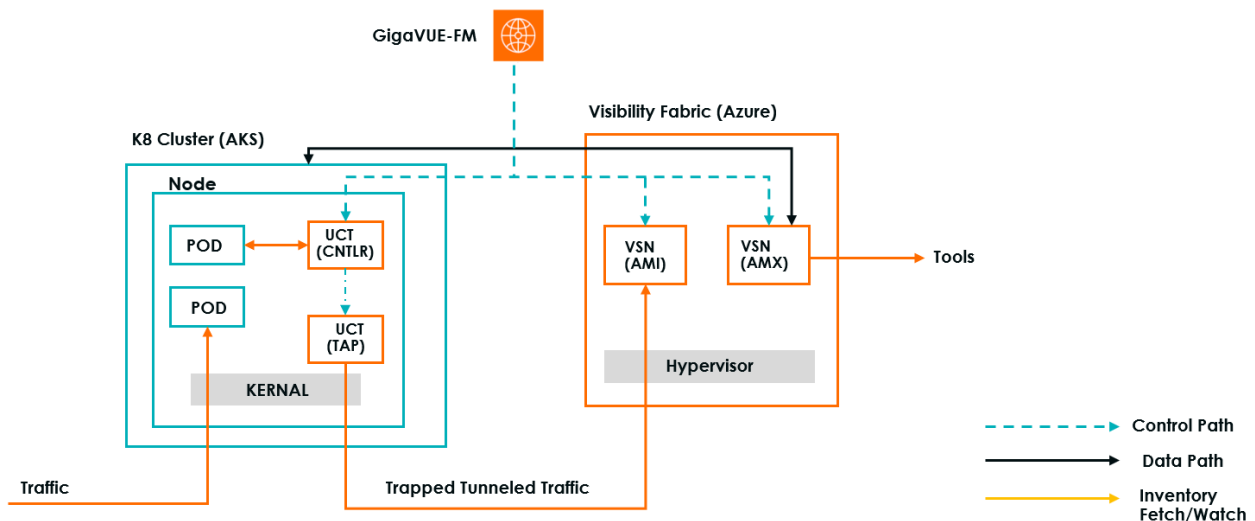 GigaVUE-FM
Visibility Fabric (Azure)
K8 Cluster (AKS)
Node
POD
UCT
(CNTLR)
VSN
(AMI)
VSN
(AMX)
Tools
POD
UCT
(TAP)
Hypervisor
KERNAL
Control Path
Data Path
Traffic
Trapped Tunneled Traffic
Inventory
Fetch/Watch